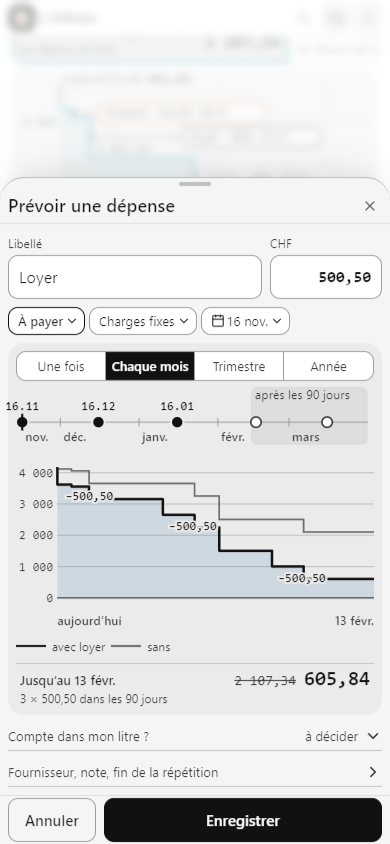 Prévoir une dépense
Libellé
CHF
Loyer
500,50
À payer
Charges fixes
16 nov.
Une fois
Chaque mois
Trimestre
Année
après les 90 jours
16.11
16.12
16.01
nov.
déc.
janv.
févr.
mars
4 000
3 000
2 000
1 000
0
−500,50
−500,50
−500,50
aujourd’hui
13 févr.
avec loyer
sans
Jusqu’au 13 févr.
2 107,34
605,84
3 × 500,50 dans les 90 jours
Compte dans mon litre ?
à décider
Fournisseur, note, fin de la répétition
Annuler
Enregistrer